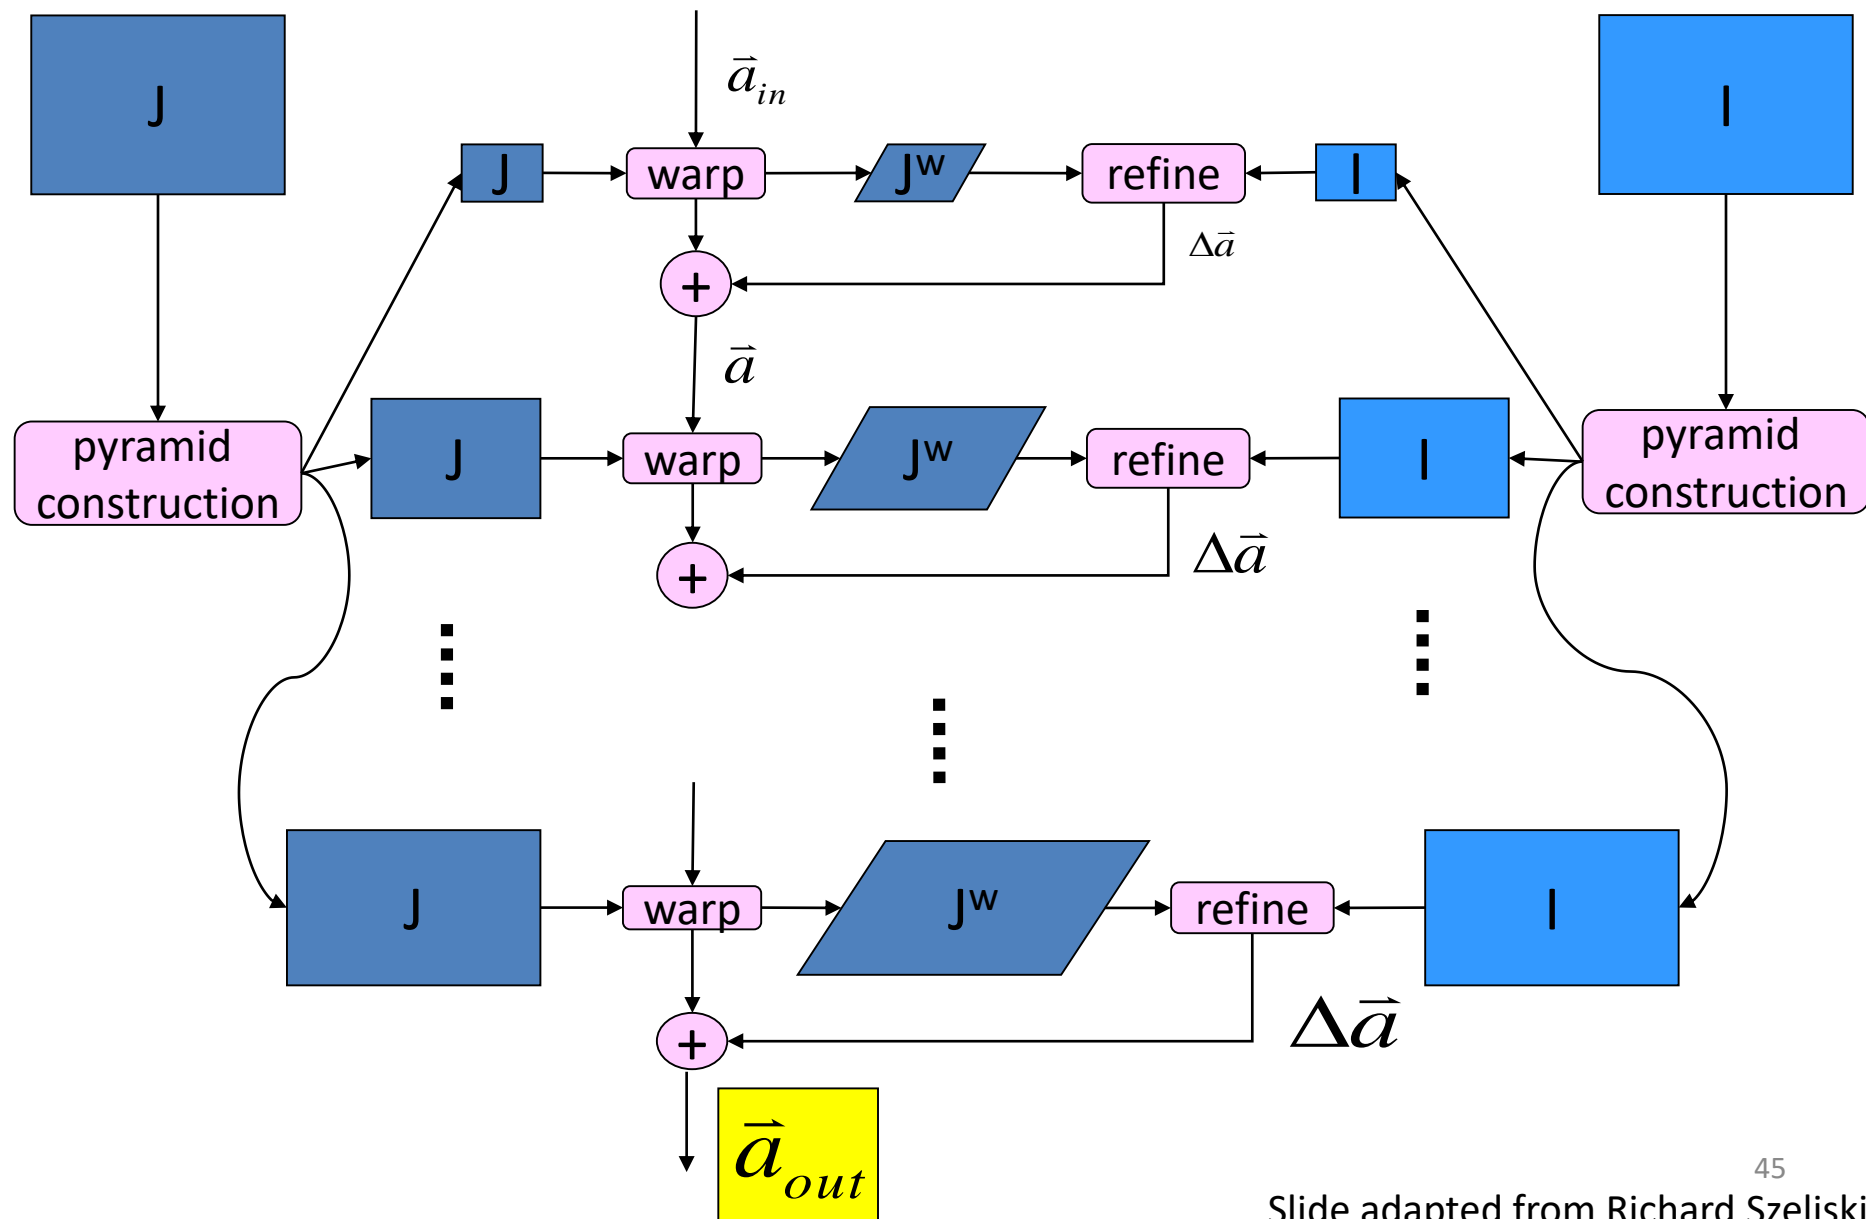 J
I
a⃗in
J
warp
Jw
refine
I
Δa⃗
+
a⃗
pyramid
construction
J
warp
Jw
refine
I
pyramid
construction
Δa⃗
+
J
warp
Jw
refine
I
Δa⃗
+
a⃗out
45
Slide adapted from Richard Szeliski